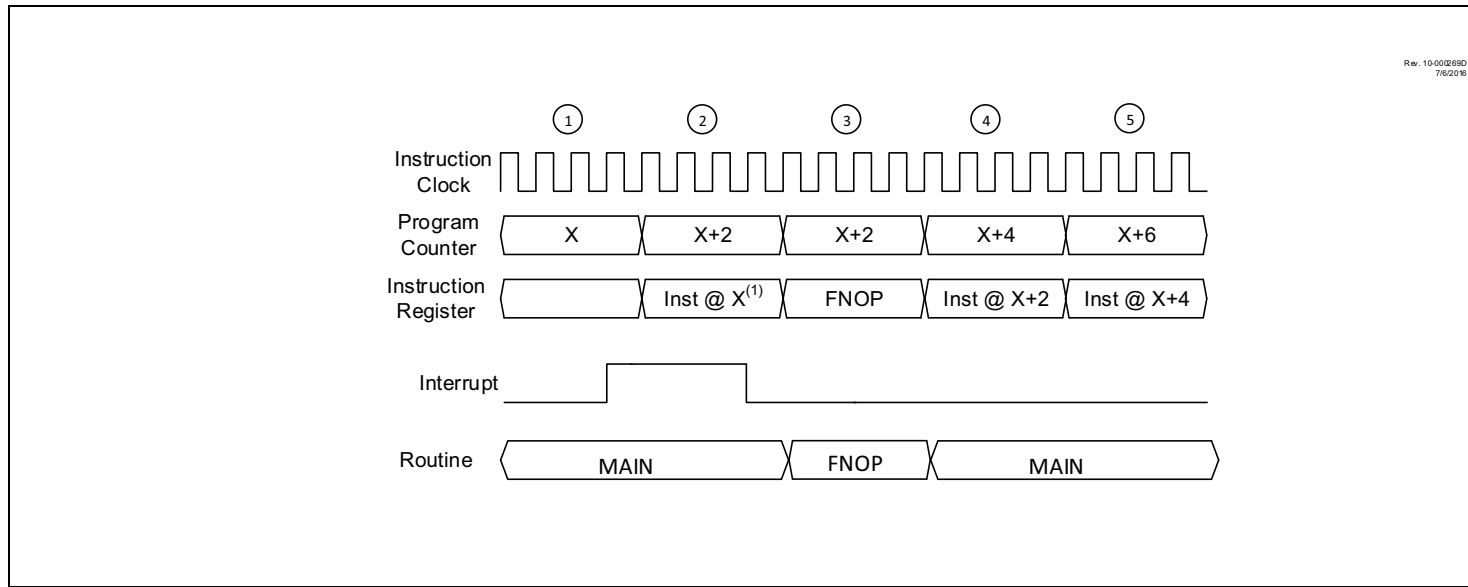 Rev. 10-000269D
7/6/2016
1 2 3 4 5
Instruction
Clock
Program
Counter
X X+2 X+2 X+4 X+6
Instruction
Register
Inst @ X(1) FNOP Inst @ X+2 Inst @ X+4
Interrupt
Routine
MAIN FNOP MAIN